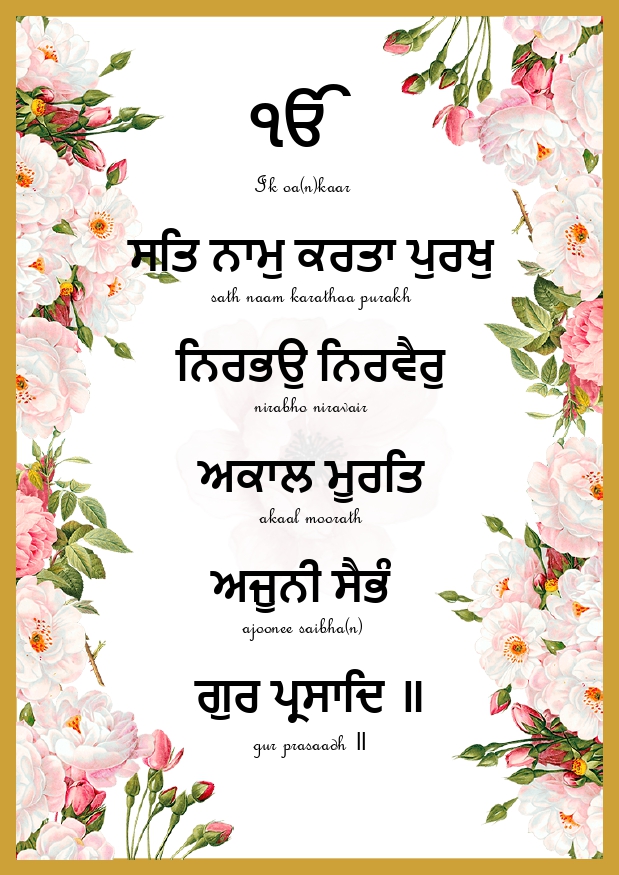 ੴ
Ik oa(n)kaar
ਸਤਿ ਨਾਮੁ ਕਰਤਾ ਪੁਰਖੁ
sath naam karathaa purakh
ਨਿਰਭਉ ਨਿਰਵੈਰੁ
nirabho niravair
ਅਕਾਲ ਮੂਰਤਿ
akaal moorath
ਅਜੁਨੀ ਸੈਭੰ
ajoonee saibha(n)
ਗੁਰ ਪ੍ਰਸਾਦਿ ॥
gur prasaadh ॥